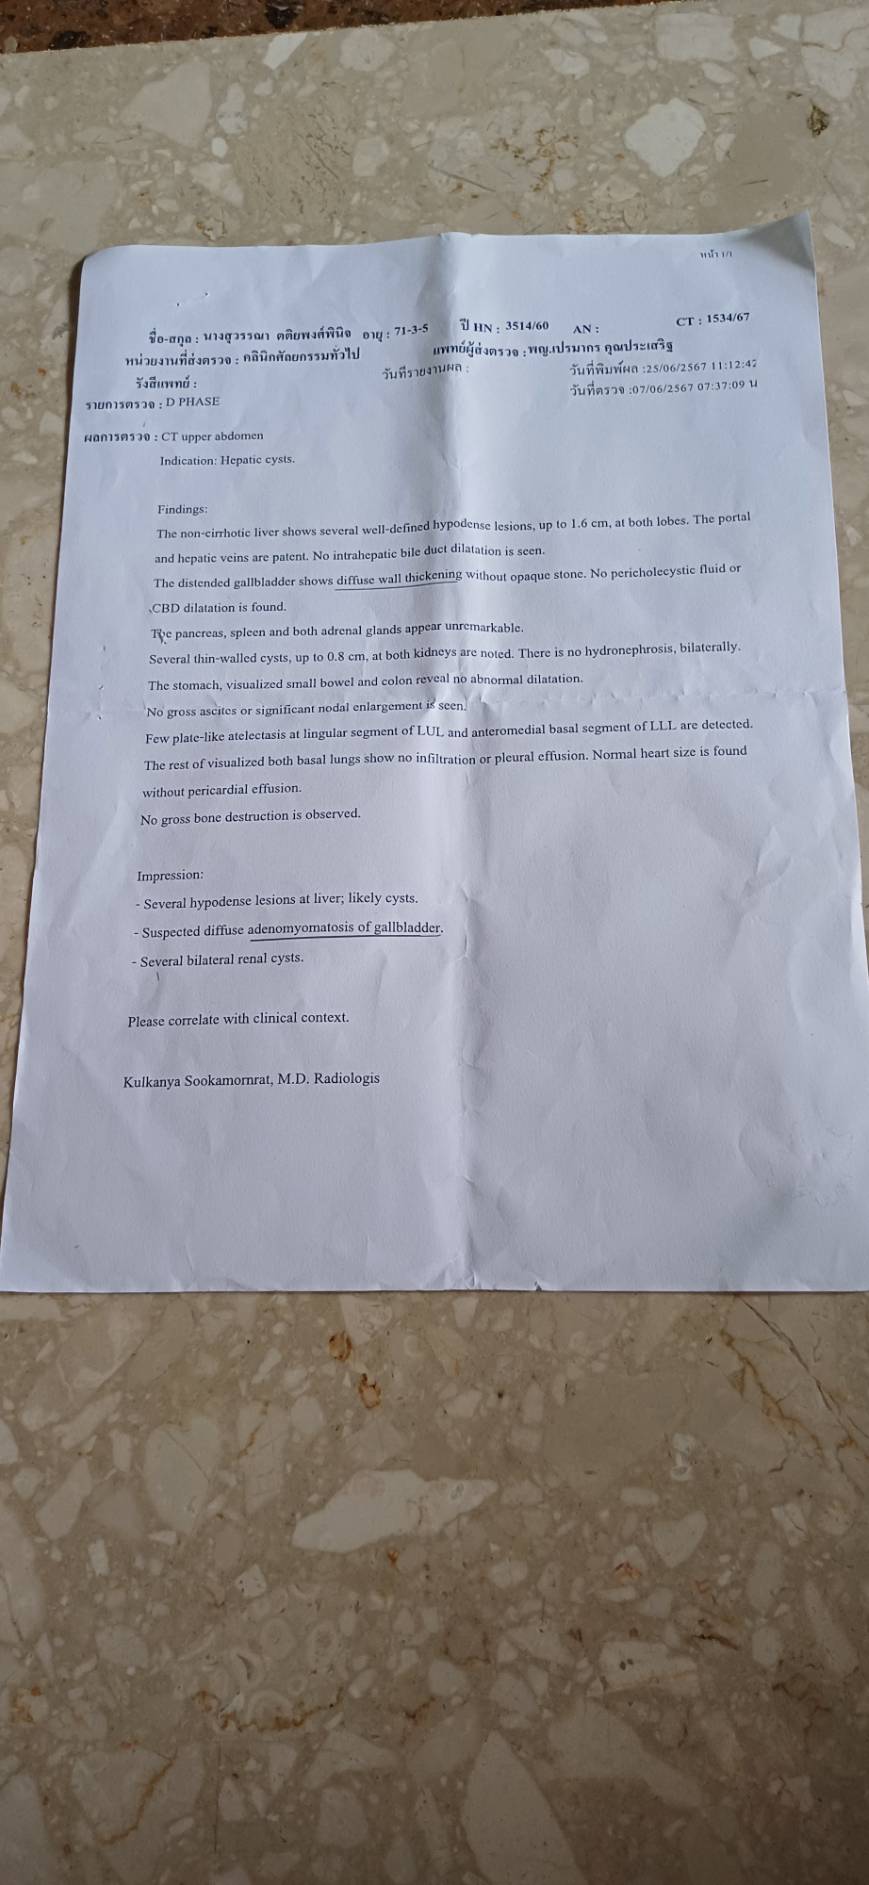 หน้า 1/1
ชื่อ-สกุล : นางสุวรรณา ตติยพงศ์พินิจ อายุ : 71-3-5 ปี HN : 3514/60 AN : CT : 1534/67
หน่วยงานที่ส่งตรวจ : คลินิกศัลยกรรมทั่วไป แพทย์ผู้ส่งตรวจ : พญ.เปรมากร คุณประเสริฐ
รังสีแพทย์ : วันที่รายงานผล : วันที่พิมพ์ผล :25/06/2567 11:12:42
รายการตรวจ : D PHASE วันที่ตรวจ :07/06/2567 07:37:09 น
ผลการตรวจ : CT upper abdomen
Indication: Hepatic cysts.
Findings:
The non-cirrhotic liver shows several well-defined hypodense lesions, up to 1.6 cm, at both lobes. The portal
and hepatic veins are patent. No intrahepatic bile duct dilatation is seen.
The distended gallbladder shows diffuse wall thickening without opaque stone. No pericholecystic fluid or
CBD dilatation is found.
The pancreas, spleen and both adrenal glands appear unremarkable.
Several thin-walled cysts, up to 0.8 cm, at both kidneys are noted. There is no hydronephrosis, bilaterally.
The stomach, visualized small bowel and colon reveal no abnormal dilatation.
No gross ascites or significant nodal enlargement is seen.
Few plate-like atelectasis at lingular segment of LUL and anteromedial basal segment of LLL are detected.
The rest of visualized both basal lungs show no infiltration or pleural effusion. Normal heart size is found
without pericardial effusion.
No gross bone destruction is observed.
Impression:
- Several hypodense lesions at liver; likely cysts.
- Suspected diffuse adenomyomatosis of gallbladder.
- Several bilateral renal cysts.
Please correlate with clinical context.
Kulkanya Sookamornrat, M.D. Radiologis